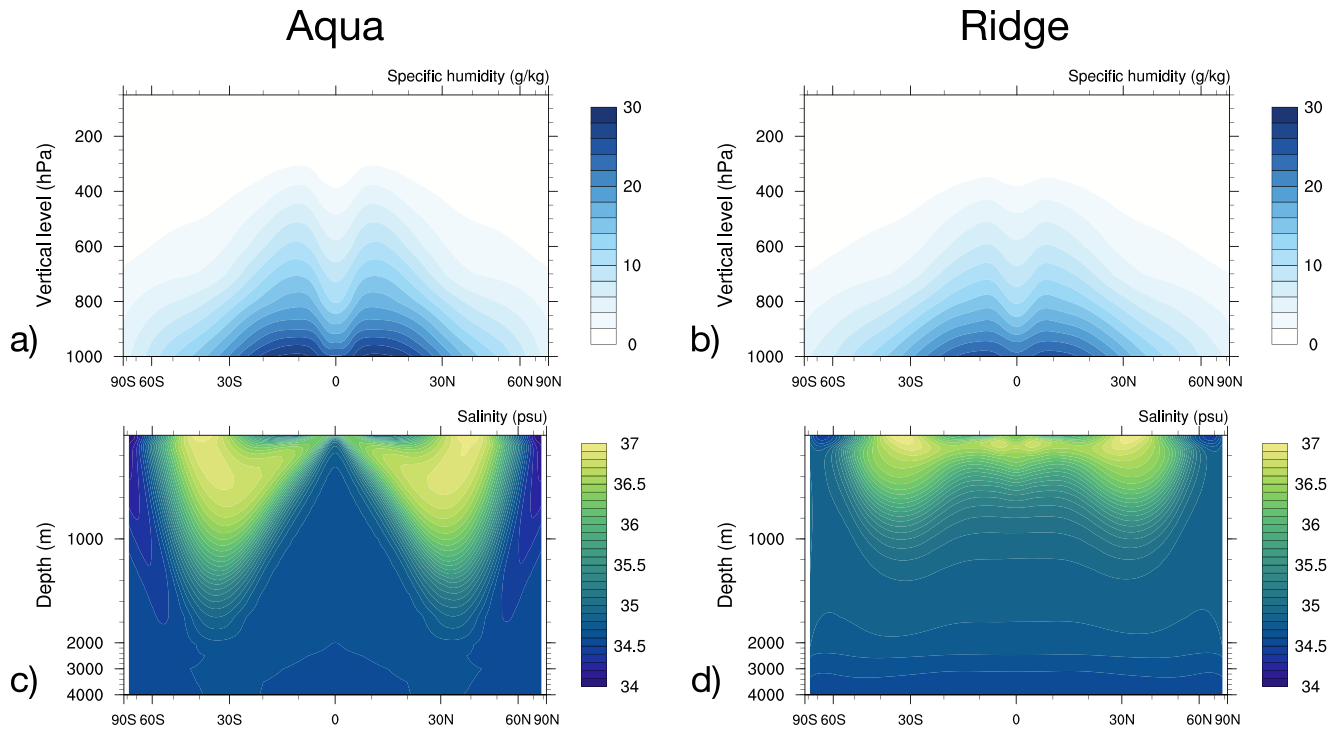 Aqua
Ridge
Specific humidity (g/kg)
Vertical level (hPa)
200
400
600
800
1000
90S 60S 30S 0 30N 60N 90N
30
20
10
0
a)
Specific humidity (g/kg)
Vertical level (hPa)
200
400
600
800
1000
90S 60S 30S 0 30N 60N 90N
30
20
10
0
b)
Salinity (psu)
Depth (m)
1000
2000
3000
4000
90S 60S 30S 0 30N 60N 90N
37
36.5
36
35.5
35
34.5
34
c)
Salinity (psu)
Depth (m)
1000
2000
3000
4000
90S 60S 30S 0 30N 60N 90N
37
36.5
36
35.5
35
34.5
34
d)